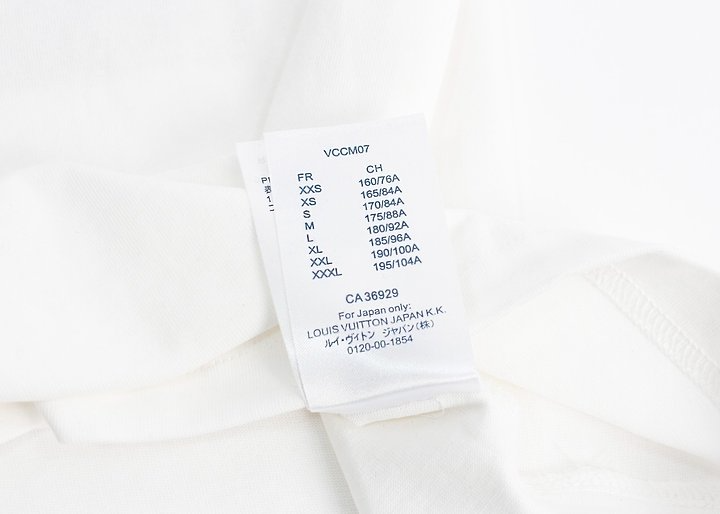 VCCM07
FR CH
XXS 160/76A
XS 165/84A
S 170/84A
M 175/88A
L 180/92A
XL 185/96A
XXL 190/100A
XXXL 195/104A
CA 36929
For Japan only:
LOUIS VUITTON JAPAN K.K.
ルイ・ヴィトン ジャパン(株)
0120-00-1854